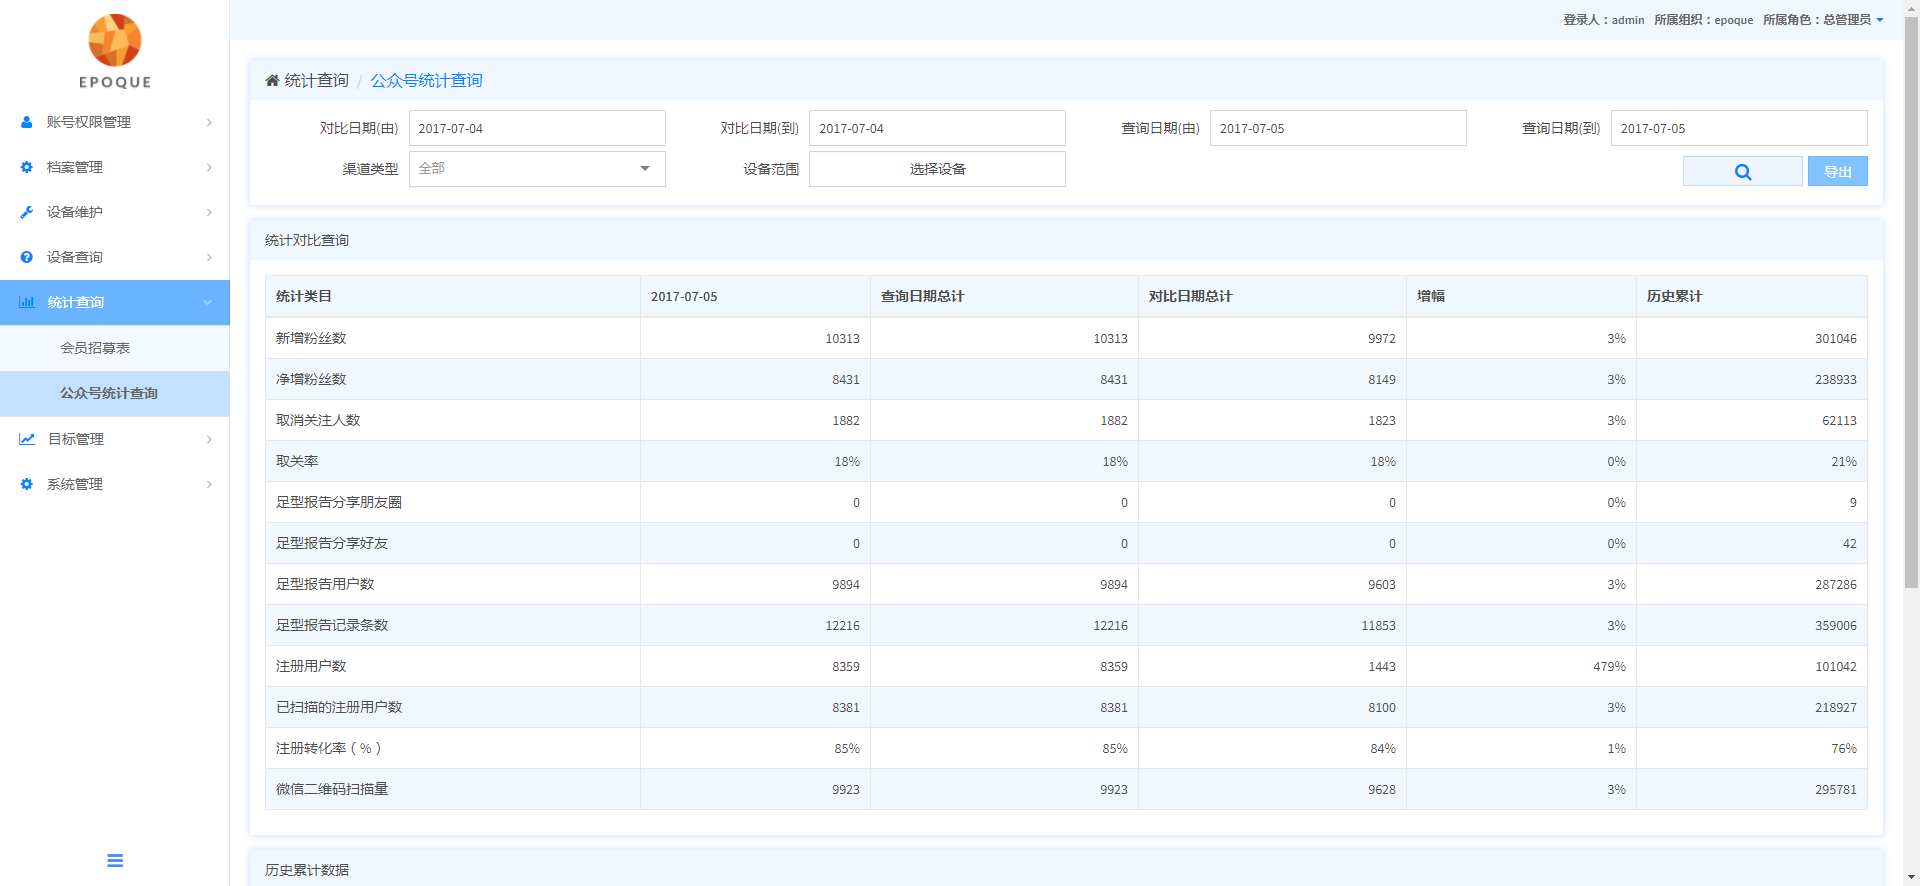 EPOQUE
登录人：admin 所属组织：epoque 所属角色：总管理员
账号权限管理
档案管理
设备维护
设备查询
统计查询
会员招募表
公众号统计查询
目标管理
系统管理
统计查询 / 公众号统计查询
对比日期(由) 2017-07-04 对比日期(到) 2017-07-04 查询日期(由) 2017-07-05 查询日期(到) 2017-07-05
渠道类型 全部 设备范围 选择设备 导出
统计对比查询
统计类目 2017-07-05 查询日期总计 对比日期总计 增幅 历史累计
新增粉丝数 10313 10313 9972 3% 301046
净增粉丝数 8431 8431 8149 3% 238933
取消关注人数 1882 1882 1823 3% 62113
取关率 18% 18% 18% 0% 21%
足型报告分享朋友圈 0 0 0 0% 9
足型报告分享好友 0 0 0 0% 42
足型报告用户数 9894 9894 9603 3% 287286
足型报告记录条数 12216 12216 11853 3% 359006
注册用户数 8359 8359 1443 479% 101042
已扫描的注册用户数 8381 8381 8100 3% 218927
注册转化率（%） 85% 85% 84% 1% 76%
微信二维码扫描量 9923 9923 9628 3% 295781
历史累计数据